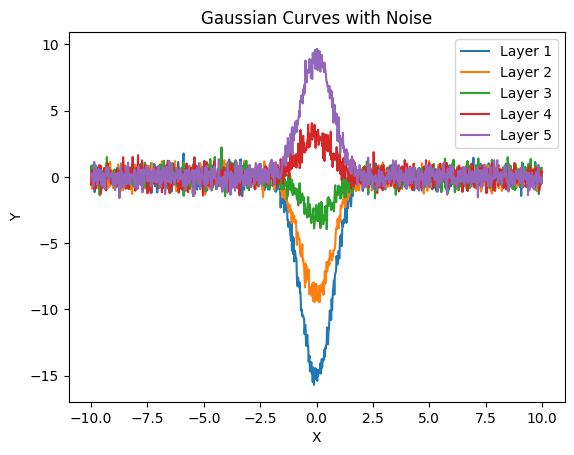 Gaussian Curves with Noise
Layer 1
Layer 2
Layer 3
Layer 4
Layer 5
Y
10
5
0
−5
−10
−15
−10.0 −7.5 −5.0 −2.5 0.0 2.5 5.0 7.5 10.0
X